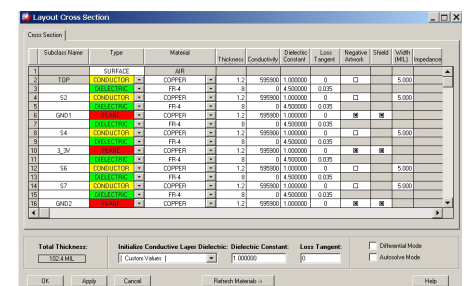 Layout Cross Section
Cross Section
Subclass Name Type Material Thickness Conductivity Dielectric Constant Loss Tangent Negative Artwork Shield Width (MIL) Impedance
1 SURFACE AIR
2 TOP CONDUCTOR COPPER 1.2 595900 1.000000 0 5.000
3 DIELECTRIC FR-4 8 0 4.500000 0.035
4 S2 CONDUCTOR COPPER 1.2 595900 1.000000 0 5.000
5 DIELECTRIC FR-4 8 0 4.500000 0.035
6 GND1 PLANE COPPER 1.2 595900 1.000000 0
7 DIELECTRIC FR-4 8 0 4.500000 0.035
8 S4 CONDUCTOR COPPER 1.2 595900 1.000000 0 5.000
9 DIELECTRIC FR-4 8 0 4.500000 0.035
10 3_3V PLANE COPPER 1.2 595900 1.000000 0
11 DIELECTRIC FR-4 8 0 4.500000 0.035
12 S6 CONDUCTOR COPPER 1.2 595900 1.000000 0 5.000
13 DIELECTRIC FR-4 8 0 4.500000 0.035
14 S7 CONDUCTOR COPPER 1.2 595900 1.000000 0 5.000
15 DIELECTRIC FR-4 8 0 4.500000 0.035
16 GND2 PLANE COPPER 1.2 595900 1.000000 0
Total Thickness: Initialize Conductive Layer Dielectric: Dielectric Constant: Loss Tangent: Differential Mode
102.4 MIL [ Custom Values ] 1.000000 0 Autosolve Mode
OK Apply Cancel Refresh Materials -> Help